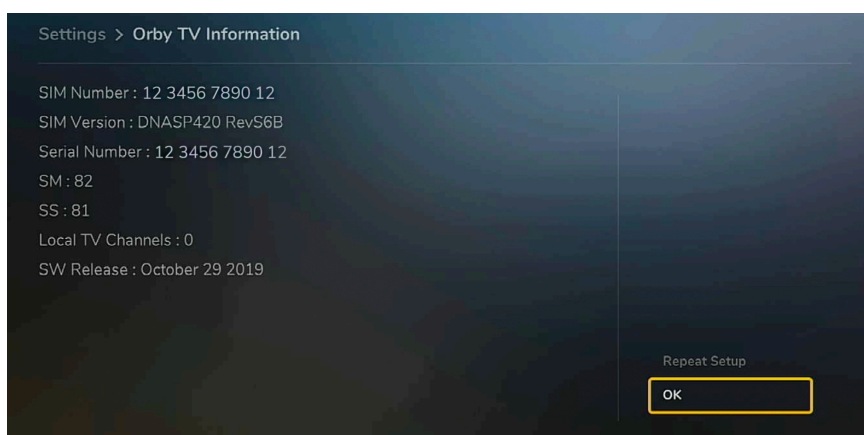 Settings > Orby TV Information
SIM Number : 12 3456 7890 12
SIM Version : DNASP420 RevS6B
Serial Number : 12 3456 7890 12
SM : 82
SS : 81
Local TV Channels : 0
SW Release : October 29 2019
Repeat Setup
OK